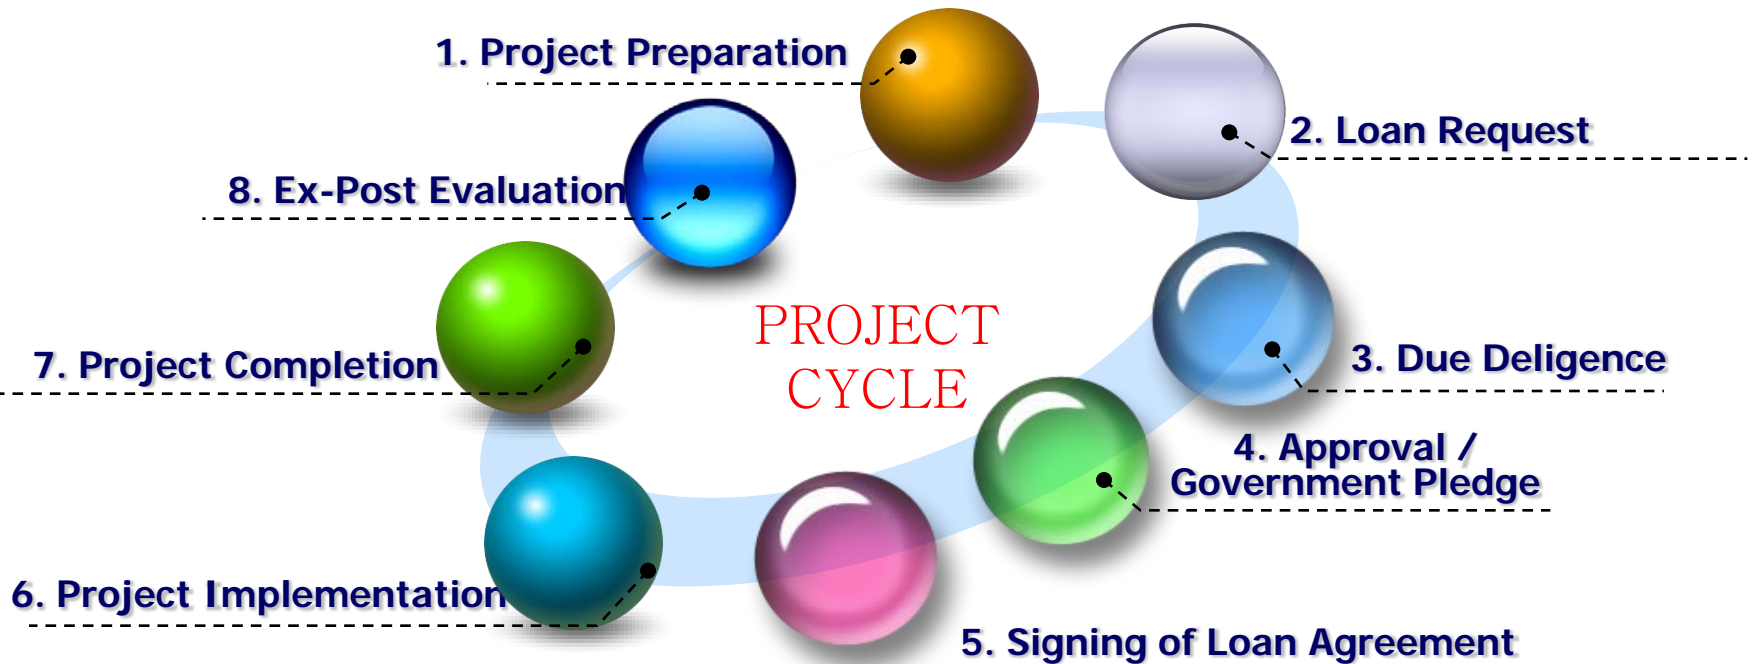 1. Project Preparation
2. Loan Request
8. Ex-Post Evaluation
PROJECT
CYCLE
7. Project Completion
3. Due Deligence
4. Approval /
Government Pledge
6. Project Implementation
5. Signing of Loan Agreement